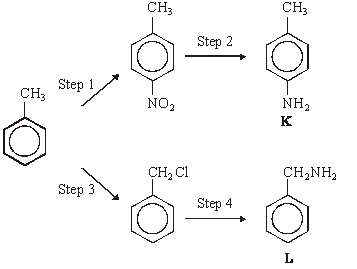 CH3
Step 2
CH3
Step 1
CH3
NO2
NH2
K
CH2Cl
CH2NH2
Step 3
Step 4
L